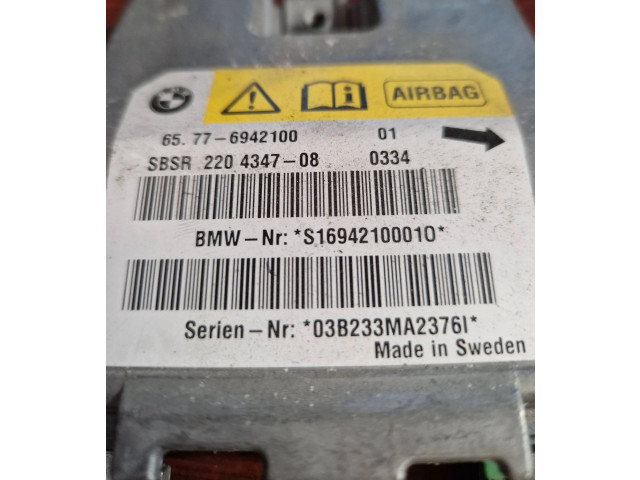 AIRBAG
65. 77-6942100 01
SBSR 220 4347-08 0334
BMW-Nr: *S16942100010*
Serien-Nr: *03B233MA2376I*
Made in Sweden